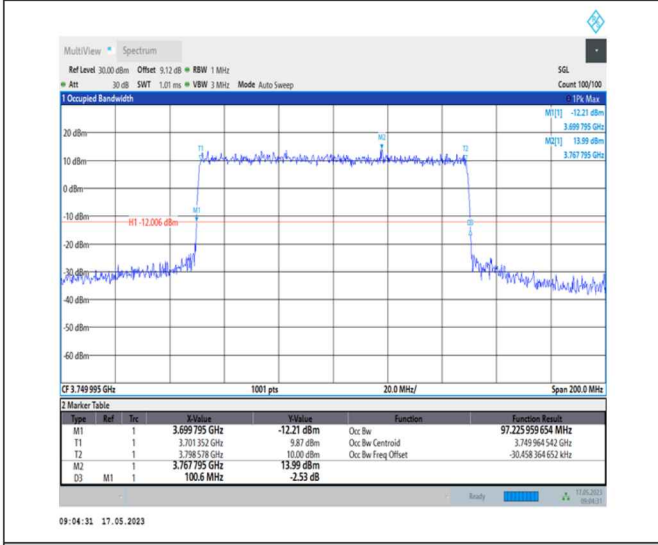 MultiView Spectrum
Ref Level 30.00 dBm Offset 9.12 dB RBW 1 MHz SGL
Att 30 dB SWT 1.01 ms VBW 3 MHz Mode Auto Sweep Count 100/100
1 Occupied Bandwidth 1Pk Max
M1[1] -12.21 dBm
3.699 795 GHz
M2[1] 13.99 dBm
3.767 795 GHz
20 dBm
M2
T1 T2
10 dBm
0 dBm
-10 dBm
M1
H1 -12.006 dBm
D3
-20 dBm
-30 dBm
-40 dBm
-50 dBm
-60 dBm
CF 3.749 995 GHz 1001 pts 20.0 MHz/ Span 200.0 MHz
2 Marker Table
Type Ref Trc X-Value Y-Value Function Function Result
M1 1 3.699 795 GHz -12.21 dBm Occ Bw 97.225 959 654 MHz
T1 1 3.701 352 GHz 9.87 dBm Occ Bw Centroid 3.749 964 542 GHz
T2 1 3.798 578 GHz 10.00 dBm Occ Bw Freq Offset -30.458 364 652 kHz
M2 1 3.767 795 GHz 13.99 dBm
D3 M1 1 100.6 MHz -2.53 dB
Ready 17.05.2023
09:04:31
09:04:31 17.05.2023